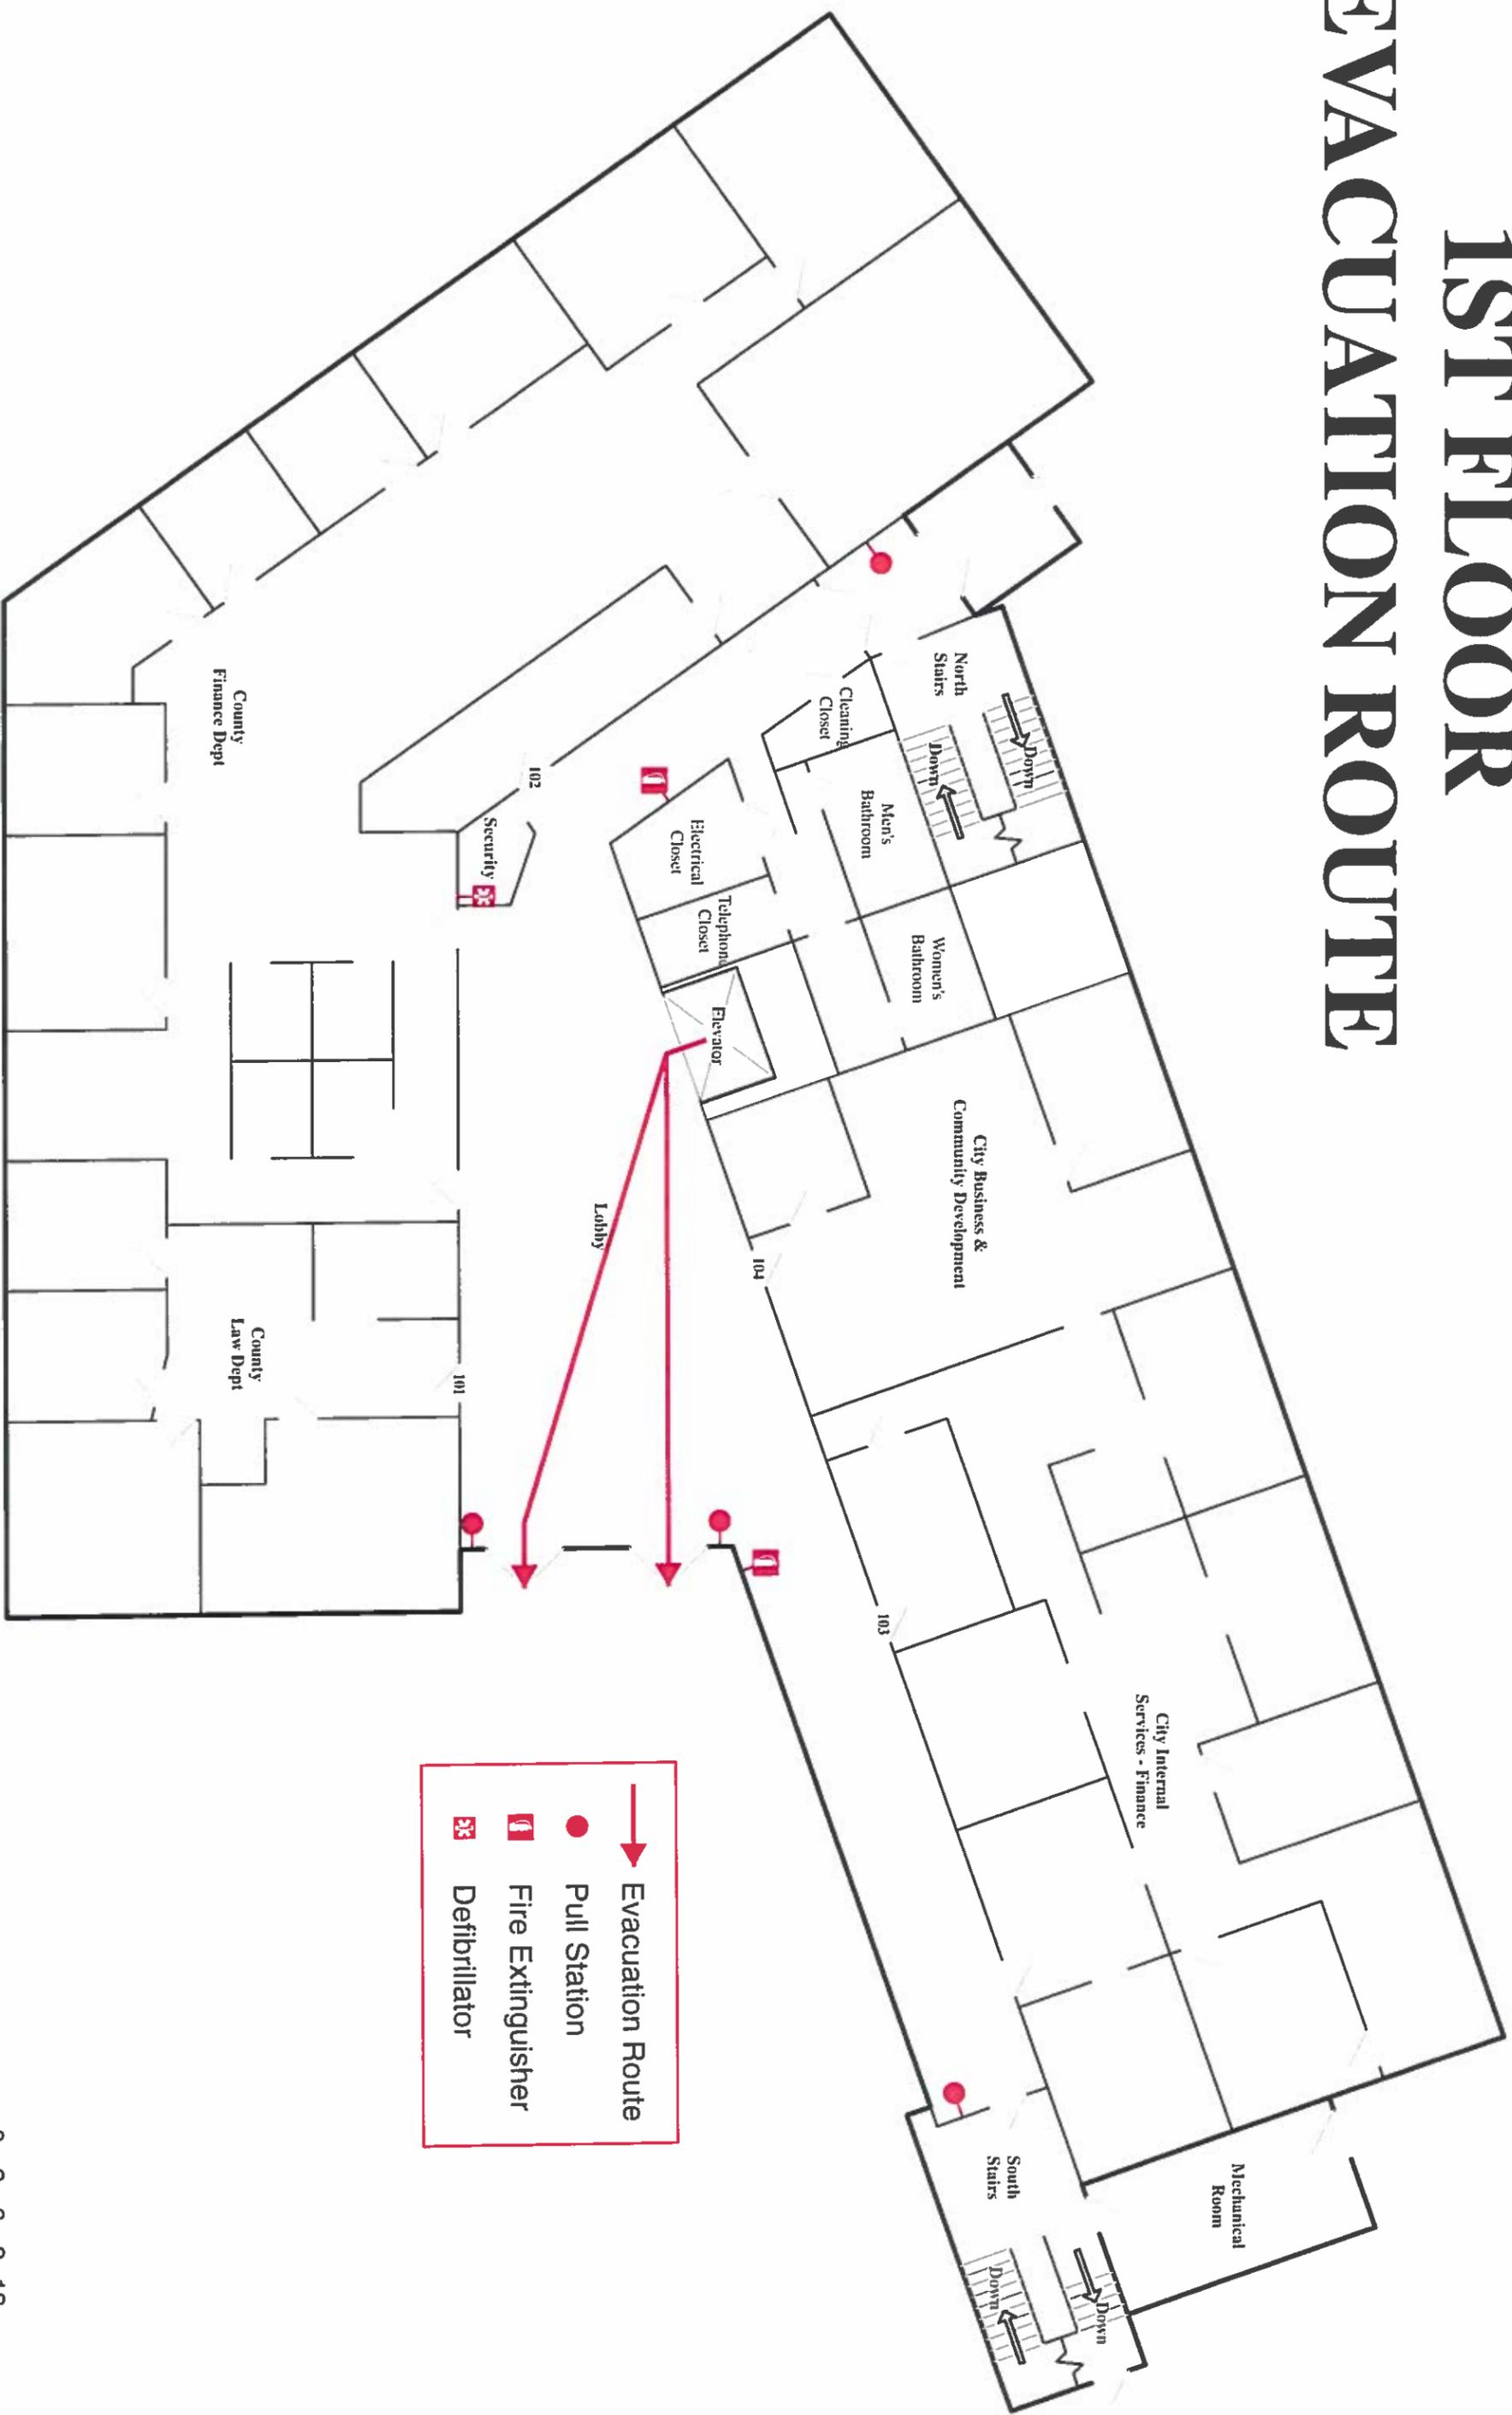 1ST FLOOR
EVACUATION ROUTE
North
Stairs
Down
Down
Cleaning
Closet
Men's
Bathroom
Women's
Bathroom
Electrical
Closet
Telephone
Closet
Elevator
102
Security
County
Finance Dept
City Business &
Community Development
104
Lobby
County
Law Dept
101
103
City Internal
Services - Finance
Mechanical
Room
South
Stairs
Down
Down
Evacuation Route
Pull Station
Fire Extinguisher
Defibrillator